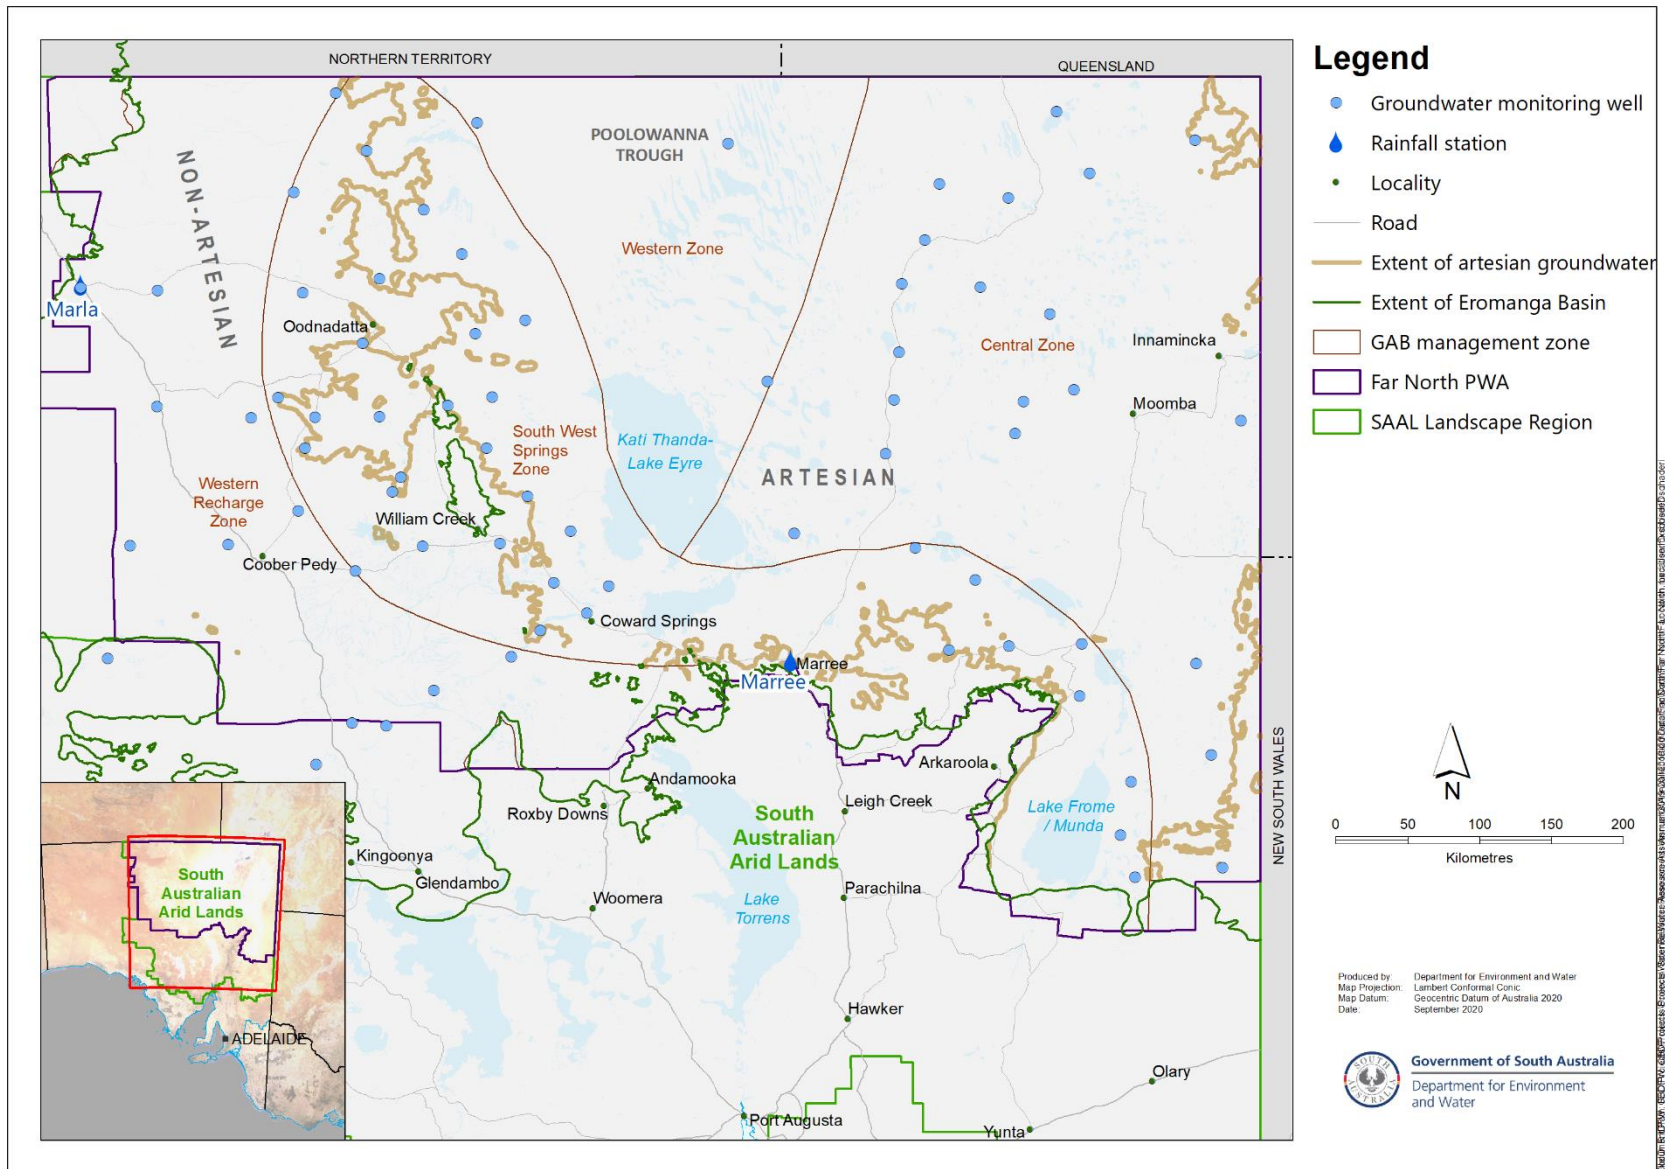 NORTHERN TERRITORY
QUEENSLAND
POOLOWANNA
TROUGH
NON-ARTESIAN
Western Zone
Marla
Oodnadatta
Central Zone
Innamincka
Moomba
South West
Springs
Zone
Kati Thanda-
Lake Eyre
ARTESIAN
Western
Recharge
Zone
William Creek
Coober Pedy
Coward Springs
Marree
Marree
Andamooka
Roxby Downs
Arkaroola
Leigh Creek
Lake Frome
/ Munda
South
Australian
Arid Lands
Kingoonya
Glendambo
Woomera
Parachilna
Lake
Torrens
Hawker
Olary
Port Augusta
Yunta
NEW SOUTH WALES
South
Australian
Arid Lands
ADELAIDE
Legend
Groundwater monitoring well
Rainfall station
Locality
Road
Extent of artesian groundwater
Extent of Eromanga Basin
GAB management zone
Far North PWA
SAAL Landscape Region
N
0 50 100 150 200
Kilometres
Produced by: Department for Environment and Water
Map Projection: Lambert Conformal Conic
Map Datum: Geocentric Datum of Australia 2020
Date: September 2020
SOUTH AUSTRALIA
Government of South Australia
Department for Environment
and Water